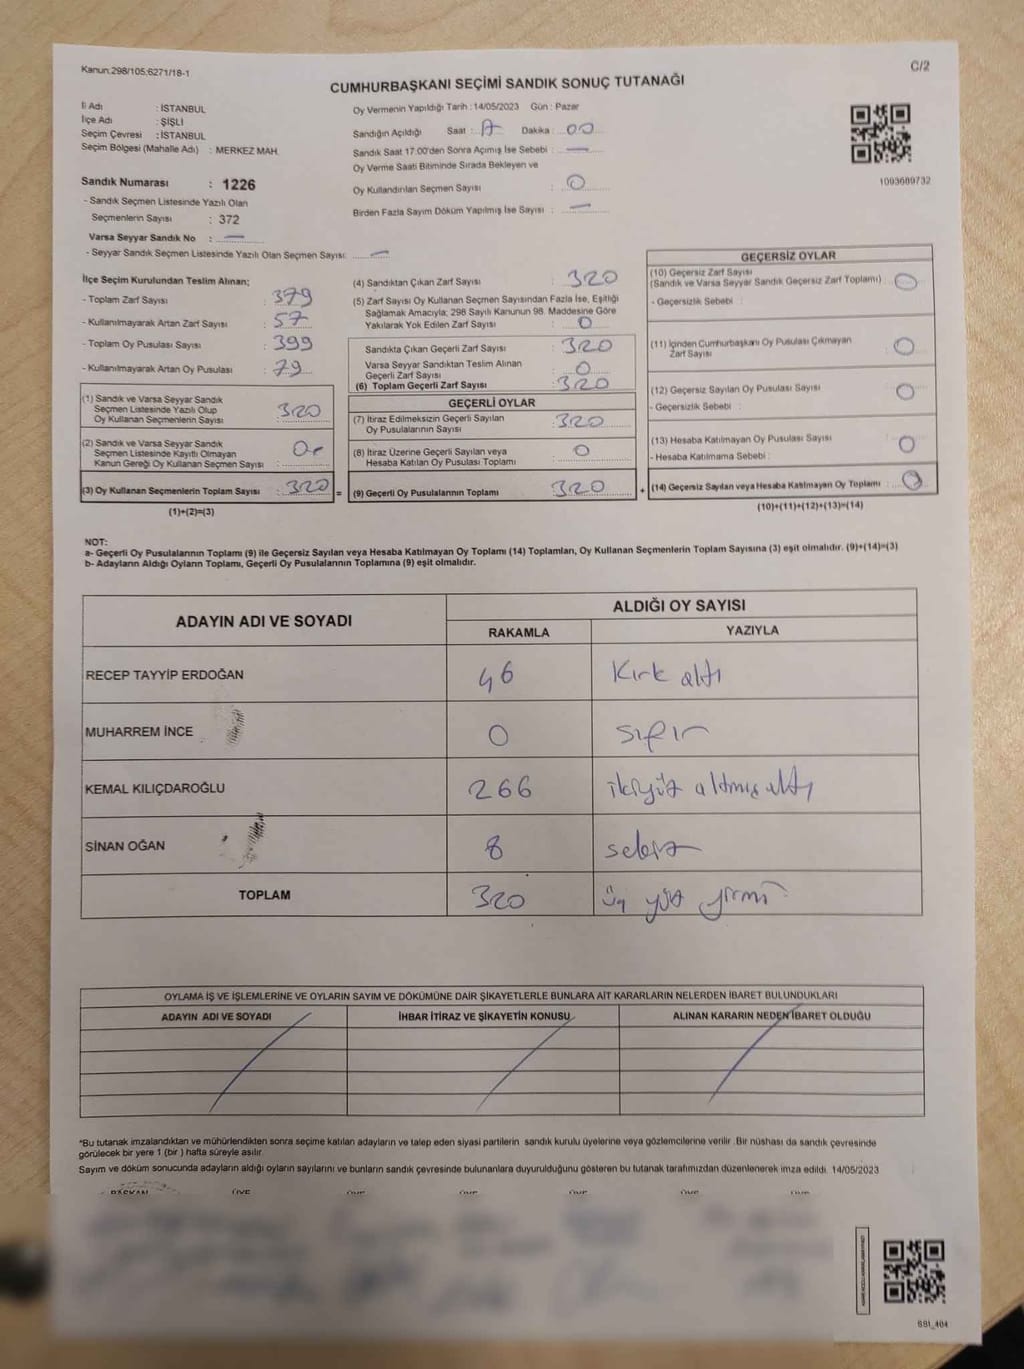 Kanun:298/105;6271/18-1
C/2
CUMHURBAŞKANI SEÇİMİ SANDIK SONUÇ TUTANAĞI
İl Adı : İSTANBUL
İlçe Adı : ŞİŞLİ
Seçim Çevresi : İSTANBUL
Seçim Bölgesi (Mahalle Adı) : MERKEZ MAH.
Sandık Numarası : 1226
- Sandık Seçmen Listesinde Yazılı Olan
Seçmenlerin Sayısı : 372
Varsa Seyyar Sandık No : —
- Seyyar Sandık Seçmen Listesinde Yazılı Olan Seçmen Sayısı: —
Oy Vermenin Yapıldığı Tarih : 14/05/2023 Gün : Pazar
Sandığın Açıldığı Saat : 17 Dakika : 00
Sandık Saat 17.00'den Sonra Açımış İse Sebebi : —
Oy Verme Saati Bitiminde Sırada Bekleyen ve
Oy Kullandırılan Seçmen Sayısı : 0
Birden Fazla Sayım Döküm Yapılmış İse Sayısı : —
1093689732
İlçe Seçim Kurulundan Teslim Alınan;
- Toplam Zarf Sayısı : 379
- Kullanılmayarak Artan Zarf Sayısı : 57
- Toplam Oy Pusulası Sayısı : 399
- Kullanılmayarak Artan Oy Pusulası : 79
(1) Sandık ve Varsa Seyyar Sandık
Seçmen Listesinde Yazılı Olup
Oy Kullanan Seçmenlerin Sayısı : 320
(2) Sandık ve Varsa Seyyar Sandık
Seçmen Listesinde Kayıtlı Olmayan
Kanun Gereği Oy Kullanan Seçmen Sayısı : 0
(3) Oy Kullanan Seçmenlerin Toplam Sayısı : 320 =
(1)+(2)=(3)
(4) Sandıktan Çıkan Zarf Sayısı : 320
(5) Zarf Sayısı Oy Kullanan Seçmen Sayısından Fazla İse, Eşitliği
Sağlamak Amacıyla; 298 Sayılı Kanunun 98. Maddesine Göre
Yakılarak Yok Edilen Zarf Sayısı : 0
Sandıkta Çıkan Geçerli Zarf Sayısı : 320
Varsa Seyyar Sandıktan Teslim Alınan
Geçerli Zarf Sayısı : 0
(6) Toplam Geçerli Zarf Sayısı : 320
GEÇERLİ OYLAR
(7) İtiraz Edilmeksizin Geçerli Sayılan
Oy Pusulalarının Sayısı : 320
(8) İtiraz Üzerine Geçerli Sayılan veya
Hesaba Katılan Oy Pusulası Toplamı : 0
(9) Geçerli Oy Pusulalarının Toplamı : 320 +
GEÇERSİZ OYLAR
(10) Geçersiz Zarf Sayısı
(Sandık ve Varsa Seyyar Sandık Geçersiz Zarf Toplamı) : 0
- Geçersizlik Sebebi :
(11) İçinden Cumhurbaşkanı Oy Pusulası Çıkmayan
Zarf Sayısı : 0
(12) Geçersiz Sayılan Oy Pusulası Sayısı : 0
- Geçersizlik Sebebi :
(13) Hesaba Katılmayan Oy Pusulası Sayısı : 0
- Hesaba Katılmama Sebebi :
(14) Geçersiz Sayılan veya Hesaba Katılmayan Oy Toplamı : 0
(10)+(11)+(12)+(13)=(14)
NOT:
a- Geçerli Oy Pusulalarının Toplamı (9) ile Geçersiz Sayılan veya Hesaba Katılmayan Oy Toplamı (14) Toplamları, Oy Kullanan Seçmenlerin Toplam Sayısına (3) eşit olmalıdır. (9)+(14)=(3)
b- Adayların Aldığı Oyların Toplamı, Geçerli Oy Pusulalarının Toplamına (9) eşit olmalıdır.
ADAYIN ADI VE SOYADI
ALDIĞI OY SAYISI
RAKAMLA YAZIYLA
RECEP TAYYİP ERDOĞAN 46 Kırk altı
MUHARREM İNCE 0 sıfır
KEMAL KILIÇDAROĞLU 266 ikiyüz altmış altı
SİNAN OĞAN 8 sekiz
TOPLAM 320 üç yüz yirmi
OYLAMA İŞ VE İŞLEMLERİNE VE OYLARIN SAYIM VE DÖKÜMÜNE DAİR ŞİKAYETLERLE BUNLARA AİT KARARLARIN NELERDEN İBARET BULUNDUKLARI
ADAYIN ADI VE SOYADI İHBAR İTİRAZ VE ŞİKAYETİN KONUSU ALINAN KARARIN NEDEN İBARET OLDUĞU
*Bu tutanak imzalandıktan ve mühürlendikten sonra seçime katılan adayların ve talep eden siyasi partilerin sandık kurulu üyelerine veya gözlemcilerine verilir. Bir nüshası da sandık çevresinde
görülecek bir yere 1 (bir ) hafta süreyle asılır.
Sayım ve döküm sonucunda adayların aldığı oyların sayılarını ve bunların sandık çevresinde bulunanlara duyurulduğunu gösteren bu tutanak tarafımızdan düzenlenerek imza edildi. 14/05/2023
BAŞKAN ÜYE ÜYE ÜYE ÜYE ÜYE ÜYE
SSI_404